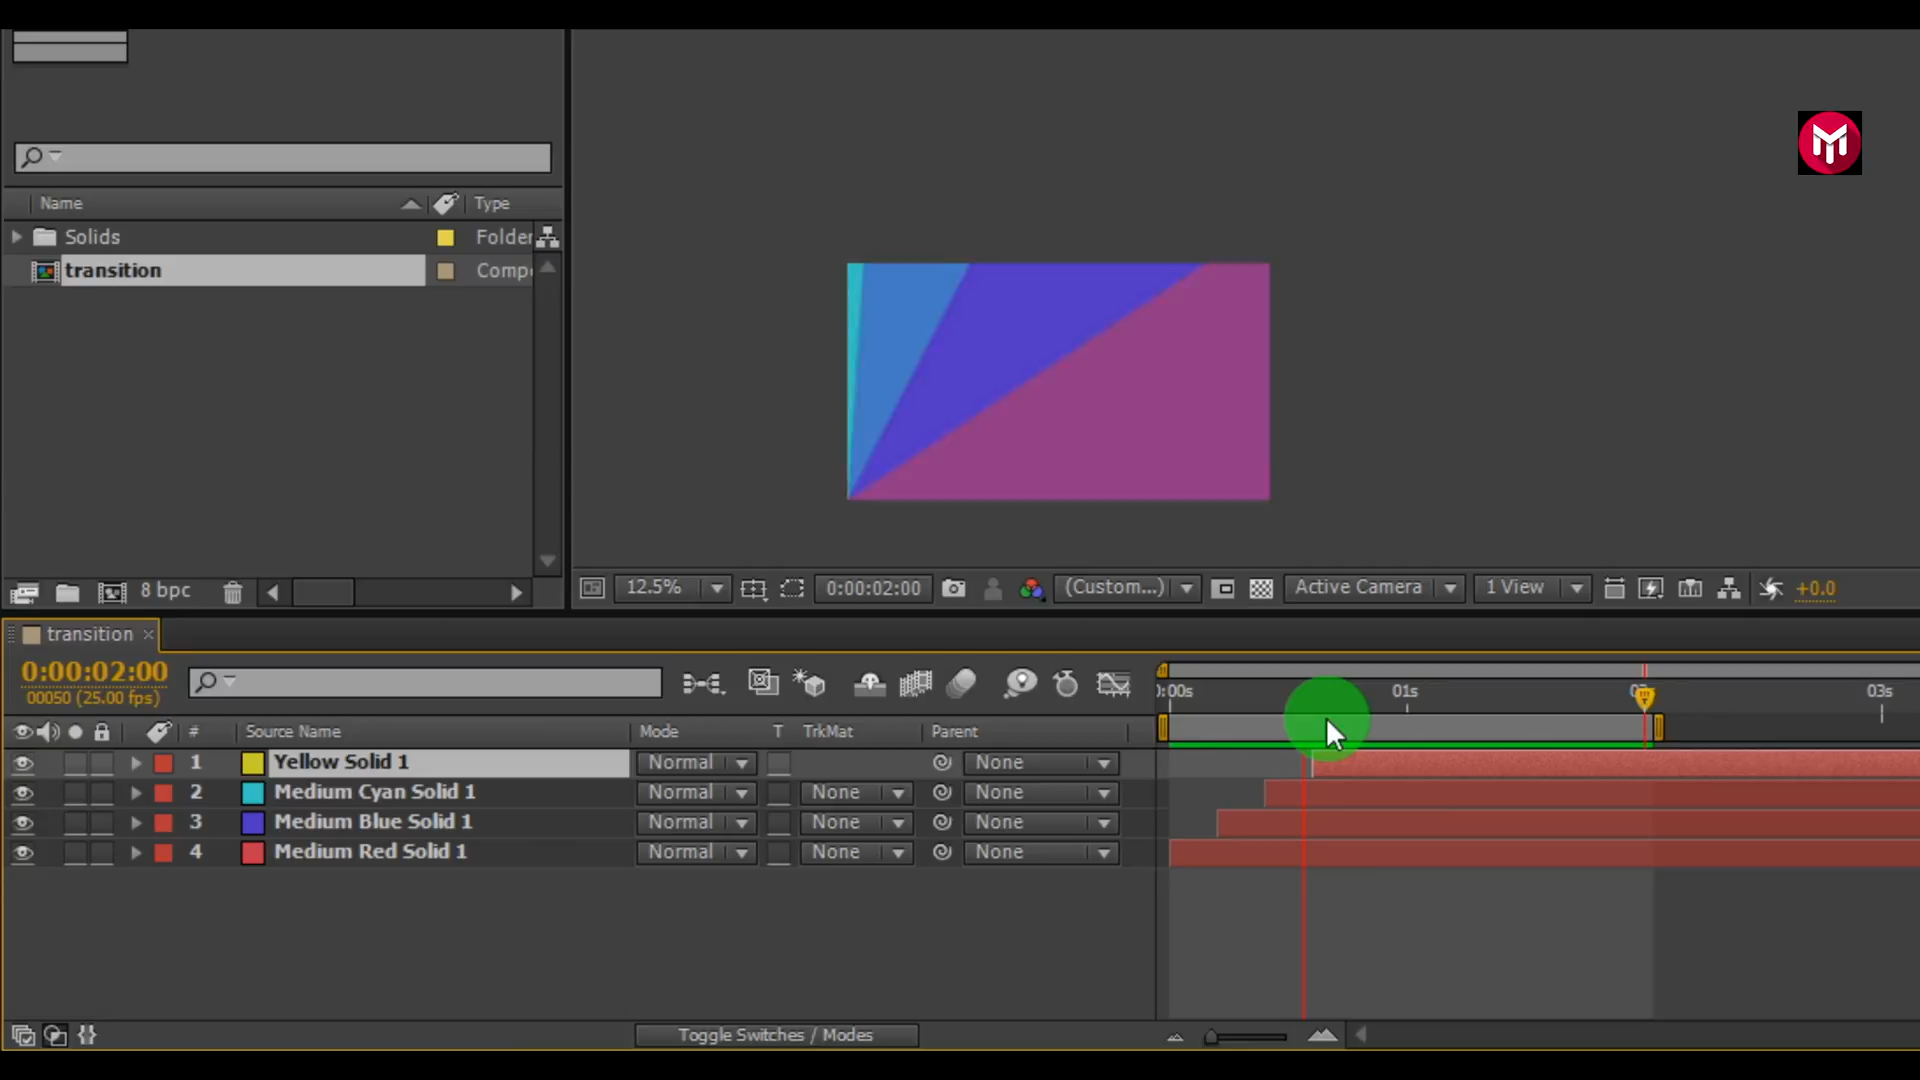 Name Type
Solids Folder
transition Comp
8 bpc
12.5% 0:00:02:00 (Custom...) Active Camera 1 View +0.0
transition ×
0:00:02:00
00050 (25.00 fps)
0:00s 01s 03s
# Source Name Mode T TrkMat Parent
1 Yellow Solid 1 Normal None
2 Medium Cyan Solid 1 Normal None None
3 Medium Blue Solid 1 Normal None None
4 Medium Red Solid 1 Normal None None
Toggle Switches / Modes